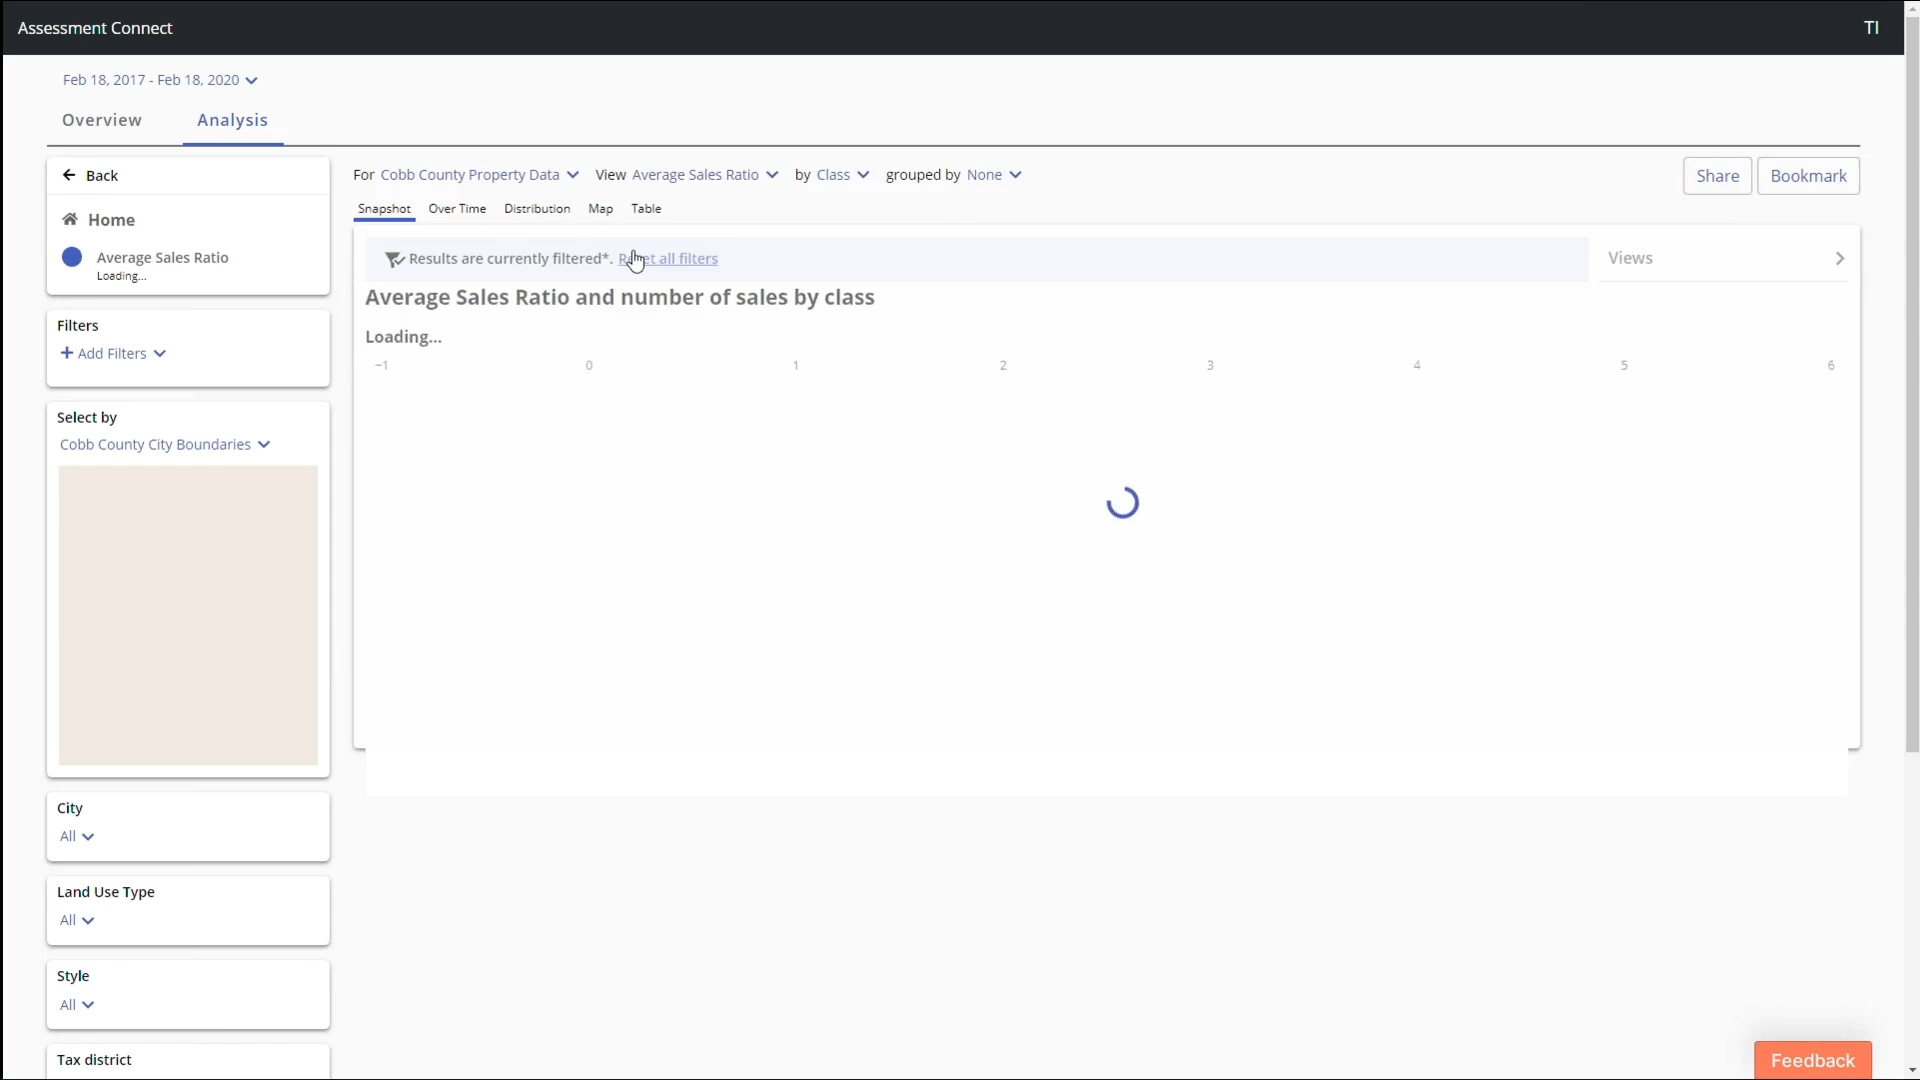 Assessment Connect
TI
Feb 18, 2017 - Feb 18, 2020
Overview
Analysis
Back
Home
Average Sales Ratio
Loading...
Filters
+ Add Filters
Select by
Cobb County City Boundaries
City
All
Land Use Type
All
Style
All
Tax district
For Cobb County Property Data View Average Sales Ratio by Class grouped by None
Share
Bookmark
Snapshot Over Time Distribution Map Table
Results are currently filtered*. all filters
Views
Average Sales Ratio and number of sales by class
Loading...
−1 0 1 2 3 4 5 6
Feedback